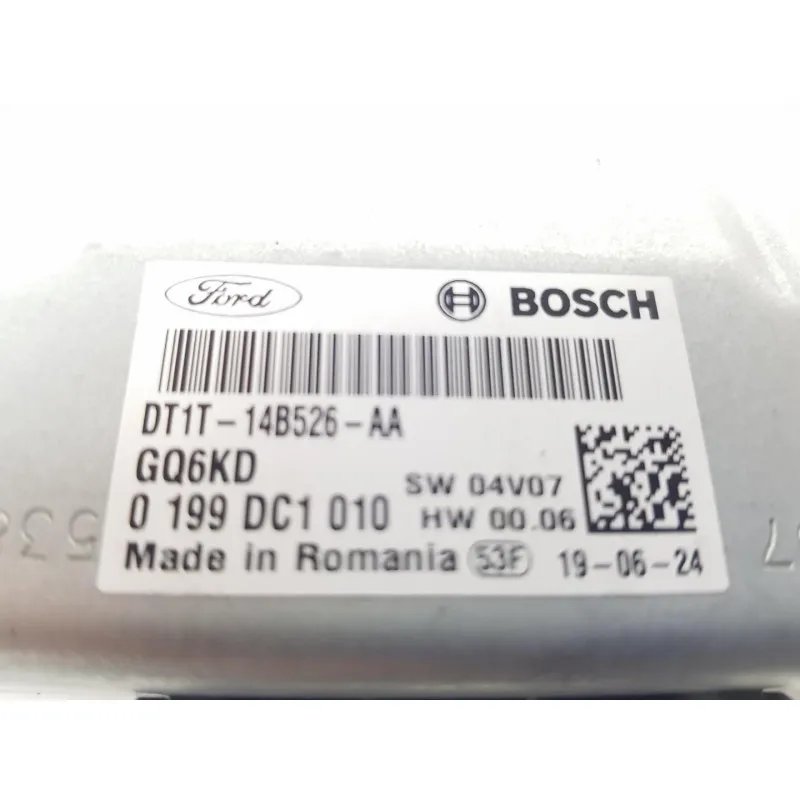 Ford BOSCH
DT1T-14B526-AA
GQ6KD
SW 04V07
0 199 DC1 010 HW 00.06
Made in Romania 53F 19-06-24